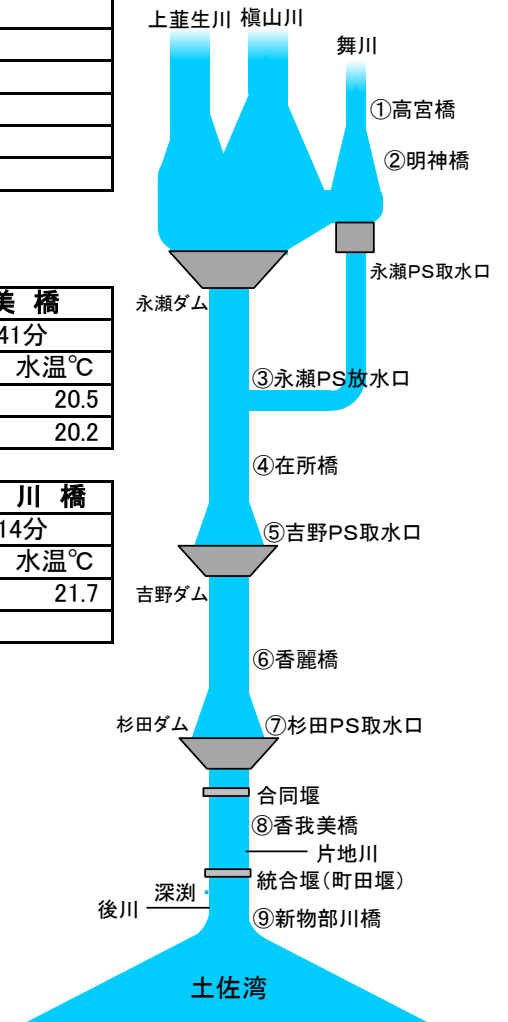 上韮生川 槇山川
舞川
①高宮橋
②明神橋
永瀬PS取水口
永瀬ダム
美 橋
41分
水温℃
20.5
20.2
③永瀬PS放水口
④在所橋
川 橋
14分
水温℃
21.7
⑤吉野PS取水口
吉野ダム
⑥香麗橋
杉田ダム ⑦杉田PS取水口
合同堰
⑧香我美橋
片地川
統合堰(町田堰)
深渕
後川
⑨新物部川橋
土佐湾